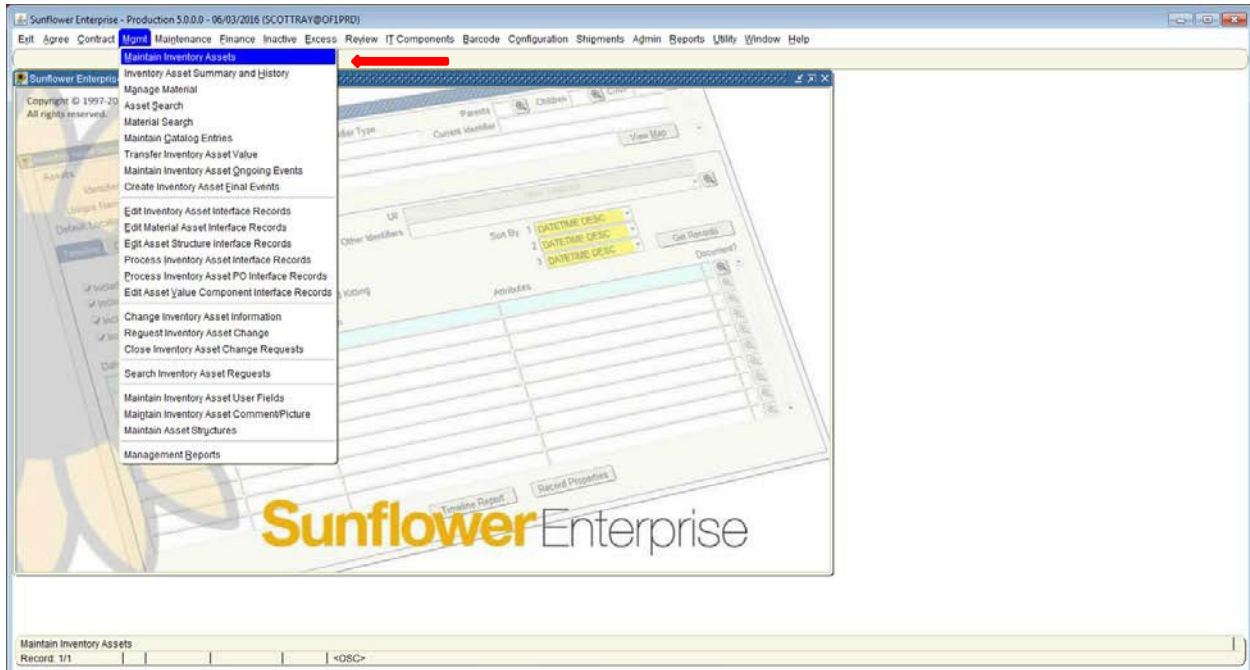 Sunflower Enterprise - Production 5.0.0.0 - 06/03/2016 (SCOTTRAY@OF1PRD)
Exit Agree Contract Mgmt Maintenance Finance Inactive Excess Review IT Components Barcode Configuration Shipments Admin Reports Utility Window Help
Maintain Inventory Assets
Sunflower Enterpris
Inventory Asset Summary and History
Copyright © 1997-20
Manage Material
All rights reserved.
Asset Search
Material Search
Maintain Catalog Entries
Transfer Inventory Asset Value
Maintain Inventory Asset Ongoing Events
Create Inventory Asset Final Events
Edit Inventory Asset Interface Records
Edit Material Asset Interface Records
Edit Asset Structure Interface Records
Process Inventory Asset Interface Records
Process Inventory Asset PO Interface Records
Edit Asset Value Component Interface Records
Change Inventory Asset Information
Request Inventory Asset Change
Close Inventory Asset Change Requests
Search Inventory Asset Requests
Maintain Inventory Asset User Fields
Maintain Inventory Asset Comment/Picture
Maintain Asset Structures
Management Reports
Parents
Children
Current Identifier
View Map
Assets
UII
Other Identifiers
Sort By 1 DATETIME DESC
2 DATETIME DESC
3 DATETIME DESC
Get Records
Document?
Attributes
Timeline Report
Record Properties
Sunflower Enterprise
Maintain Inventory Assets
Record: 1/1
<OSC>